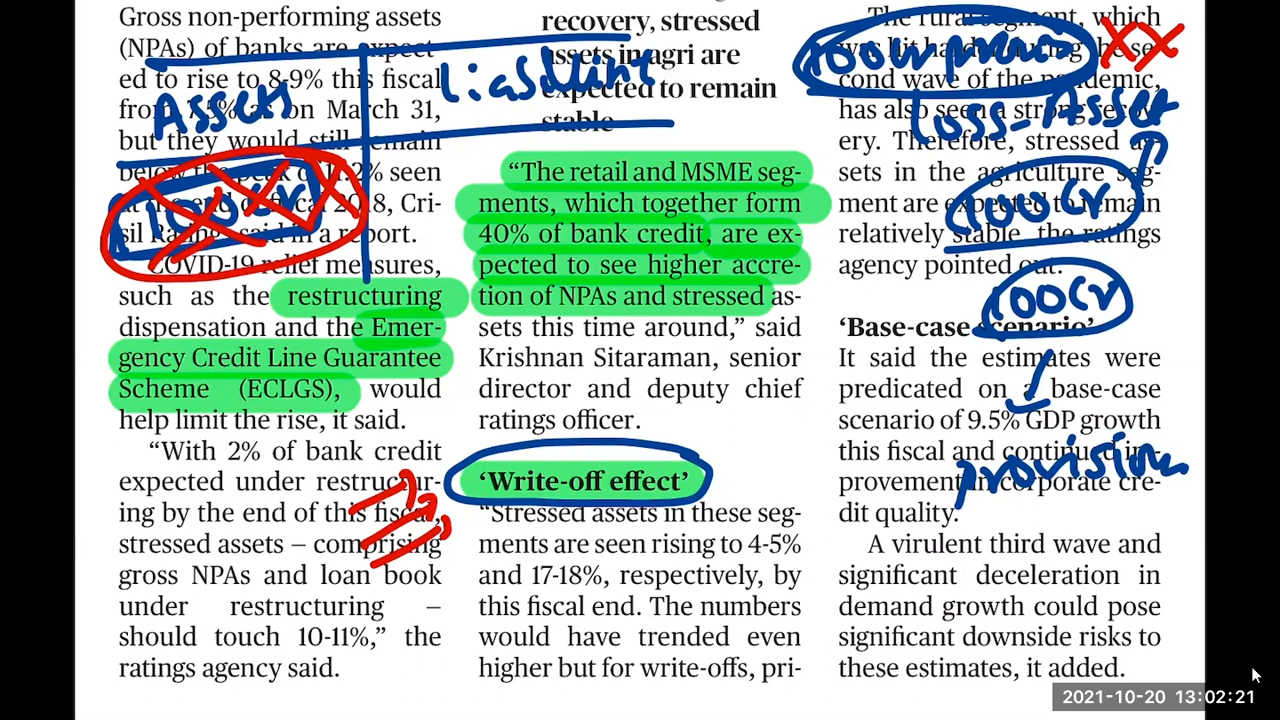 Gross non-performing assets
(NPAs) of banks are expect-
ed to rise to 8-9% this fiscal
from 7.5% as on March 31,
but they would still remain
below the peak of 11.2% seen
at the end of fiscal 2018, Cri-
sil Ratings said in a report.
COVID-19 relief measures,
such as the restructuring
dispensation and the Emer-
gency Credit Line Guarantee
Scheme (ECLGS), would
help limit the rise, it said.
“With 2% of bank credit
expected under restructur-
ing by the end of this fiscal,
stressed assets – comprising
gross NPAs and loan book
under restructuring –
should touch 10-11%,” the
ratings agency said.
recovery, stressed
assets in agri are
expected to remain
stable
“The retail and MSME seg-
ments, which together form
40% of bank credit, are ex-
pected to see higher accre-
tion of NPAs and stressed as-
sets this time around,” said
Krishnan Sitaraman, senior
director and deputy chief
ratings officer.
‘Write-off effect’
“Stressed assets in these seg-
ments are seen rising to 4-5%
and 17-18%, respectively, by
this fiscal end. The numbers
would have trended even
higher but for write-offs, pri-
The rural segment, which
was hit hard during the se-
cond wave of the pandemic,
has also seen a strong recov-
ery. Therefore, stressed as-
sets in the agriculture seg-
ment are expected to remain
relatively stable, the ratings
agency pointed out.
‘Base-case scenario’
It said the estimates were
predicated on a base-case
scenario of 9.5% GDP growth
this fiscal and continued im-
provement in corporate cre-
dit quality.
A virulent third wave and
significant deceleration in
demand growth could pose
significant downside risks to
these estimates, it added.
Assets
100Cr
Loss-Asset
100Cr
100Cr
provision
2021-10-20 13:02:21